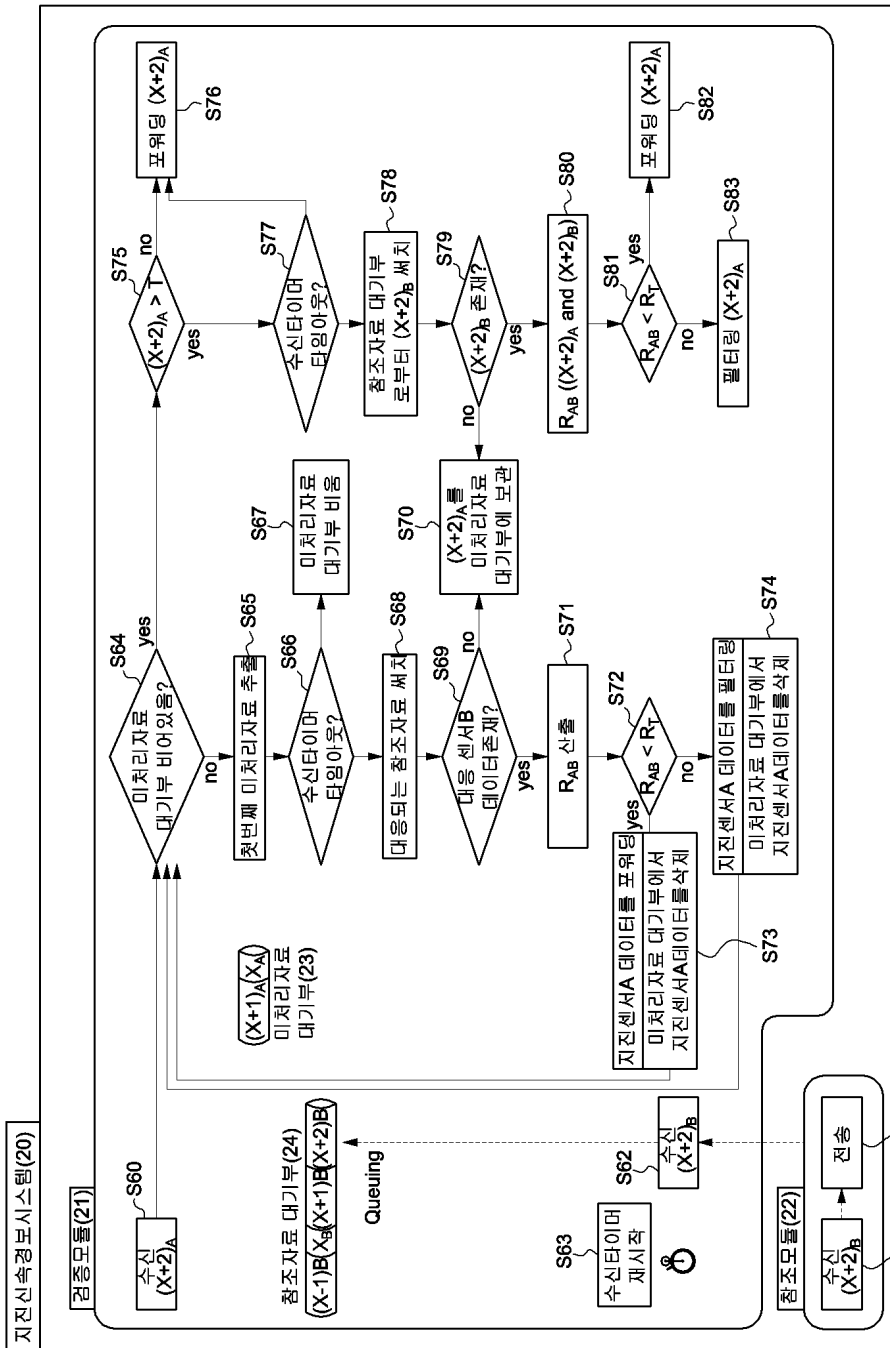 지진신속경보시스템(20)
검증모듈(21)
수신
(X+2)A
S60
미처리자료
대기부 비어있음?
S64
yes
no
(X+2)A > T
S75
no
yes
포워딩 (X+2)A
S76
첫번째 미처리자료 추출
S65
수신타이머
타임아웃?
S66
미처리자료
대기부 비움
S67
수신타이머
타임아웃?
S77
(X+1)A(XA(
미처리자료
대기부(23)
참조자료 대기부(24)
(X-1)B(XB(X+1)B(X+2)B(
Queuing
대응되는 참조자료 써치
S68
참조자료 대기부
로부터 (X+2)B 써치
S78
대응 센서B
데이터존재?
S69
no
yes
(X+2)A를
미처리자료
대기부에 보관
S70
(X+2)B 존재?
S79
no
yes
RAB 산출
S71
RAB ((X+2)A and (X+2)B)
S80
RAB < RT
S72
yes
no
RAB < RT
S81
yes
no
포워딩 (X+2)A
S82
필터링 (X+2)A
S83
지진센서A 데이터를 포워딩
미처리자료 대기부에서
지진센서A데이터를삭제
S73
지진센서A 데이터를 필터링
미처리자료 대기부에서
지진센서A데이터를삭제
S74
수신타이머
재시작
S63
수신
(X+2)B
S62
참조모듈(22)
수신
(X+2)B
전송